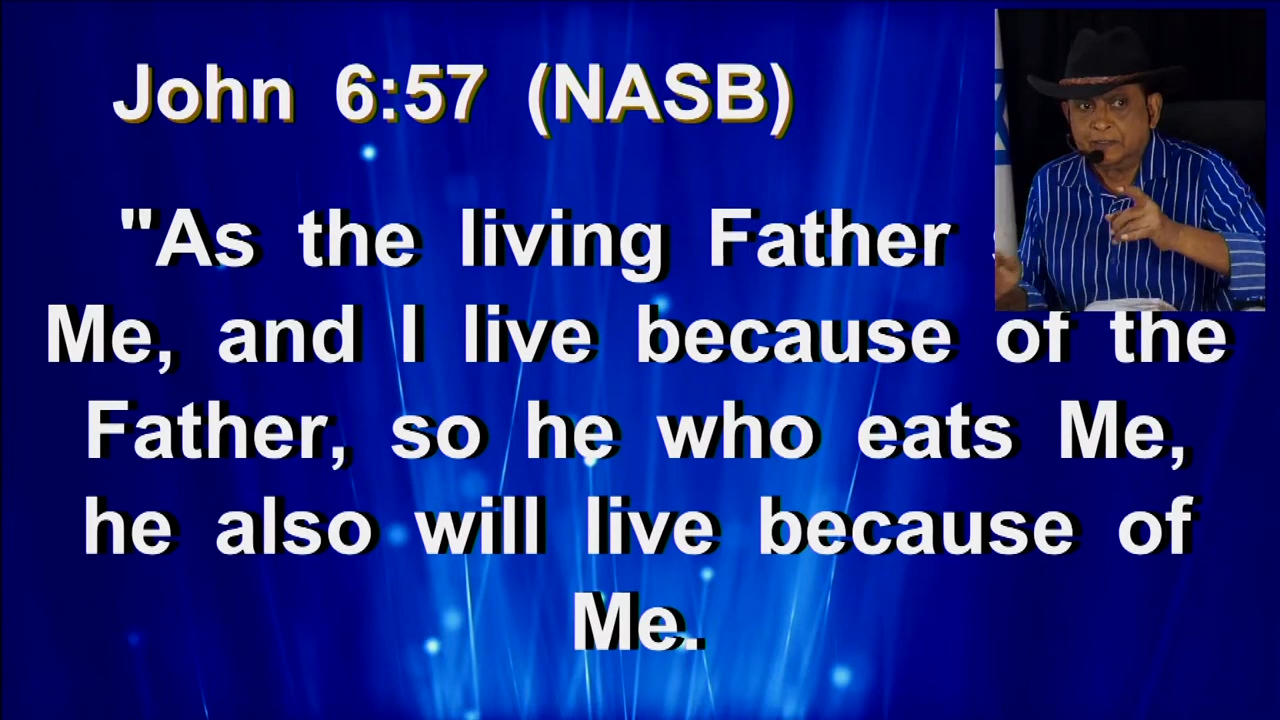 John 6:57 (NASB)
"As the living Father
Me, and I live because of the
Father, so he who eats Me,
he also will live because of
Me.